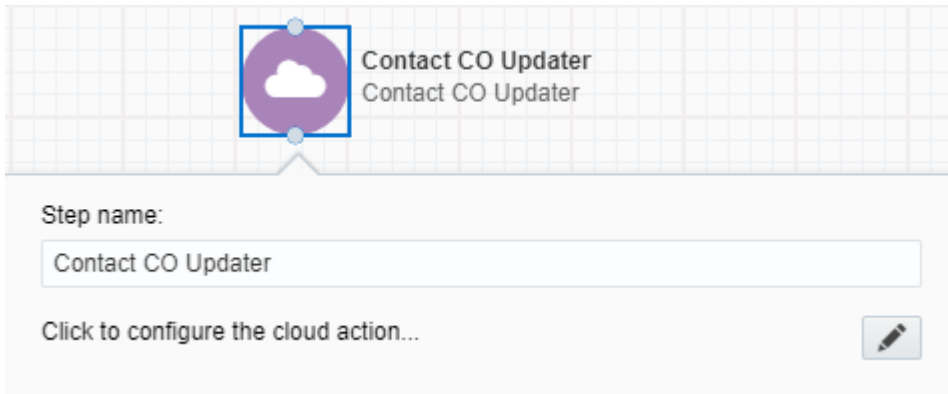 Contact CO Updater
Contact CO Updater
Step name:
Contact CO Updater
Click to configure the cloud action...